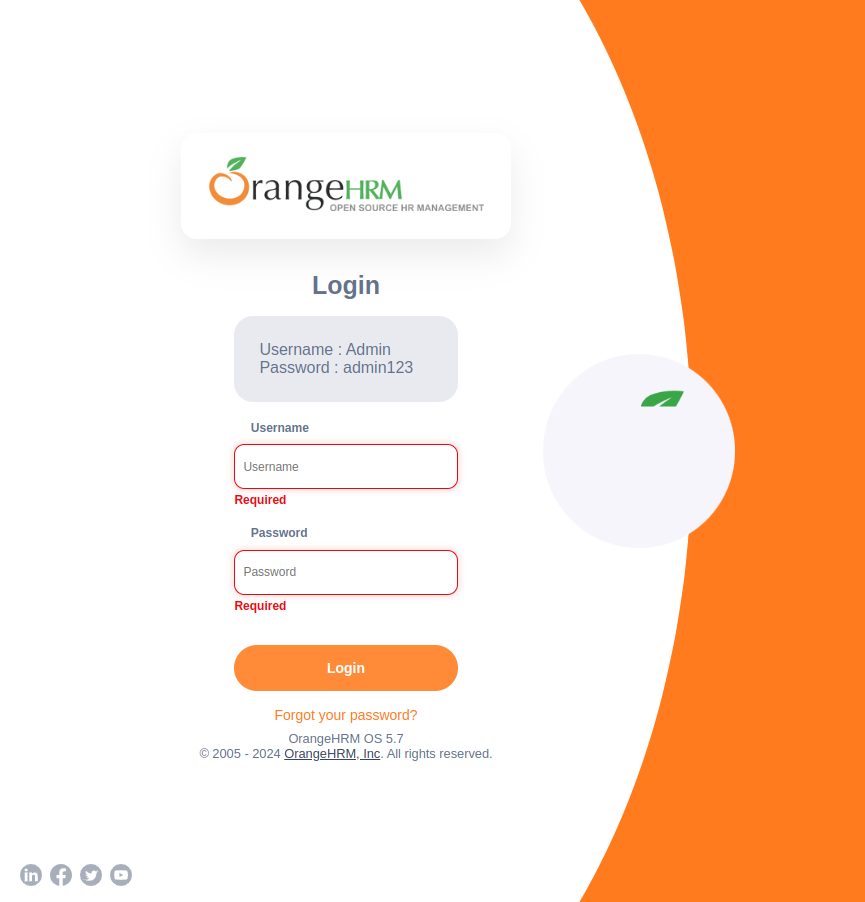 OrangeHRM
OPEN SOURCE HR MANAGEMENT
Login
Username : Admin
Password : admin123
Username
Username
Required
Password
Password
Required
Login
Forgot your password?
OrangeHRM OS 5.7
© 2005 - 2024 OrangeHRM, Inc. All rights reserved.
in